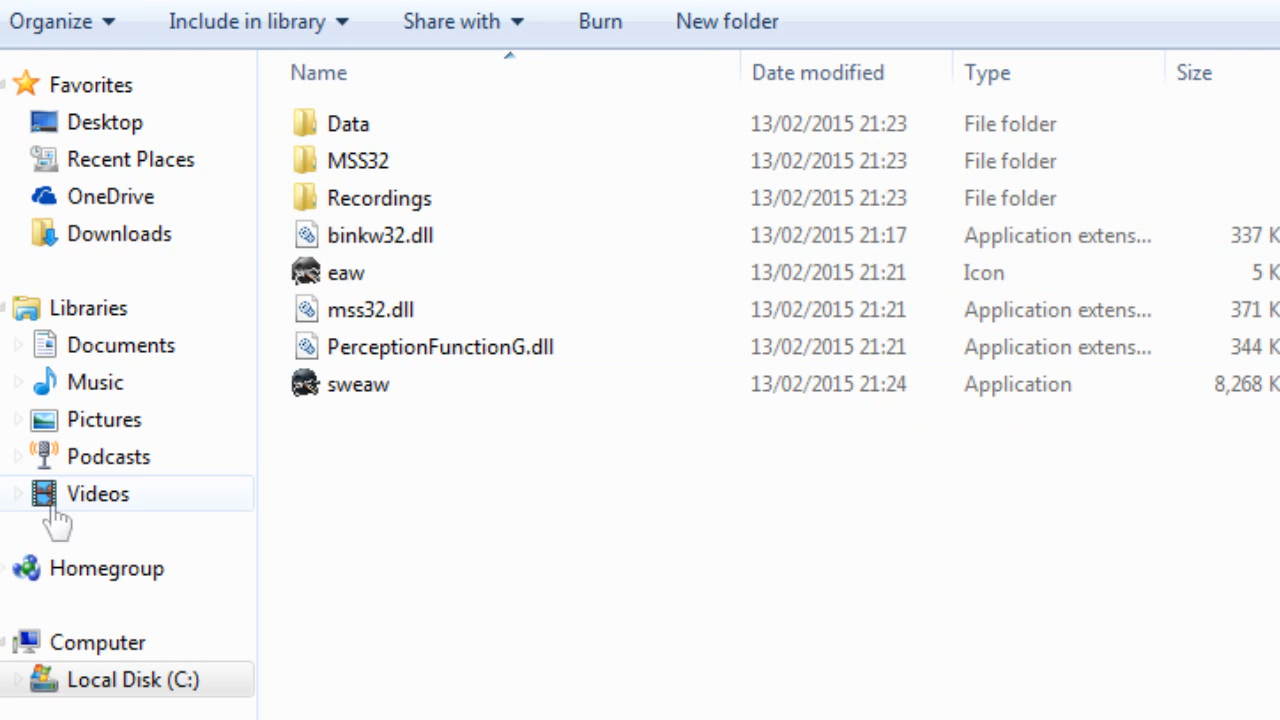 Organize Include in library Share with Burn New folder
Name Date modified Type Size
Favorites
Desktop
Recent Places
OneDrive
Downloads
Libraries
Documents
Music
Pictures
Podcasts
Videos
Homegroup
Computer
Local Disk (C:)
Data 13/02/2015 21:23 File folder
MSS32 13/02/2015 21:23 File folder
Recordings 13/02/2015 21:23 File folder
binkw32.dll 13/02/2015 21:17 Application extens... 337 K
eaw 13/02/2015 21:21 Icon 5 K
mss32.dll 13/02/2015 21:21 Application extens... 371 K
PerceptionFunctionG.dll 13/02/2015 21:21 Application extens... 344 K
sweaw 13/02/2015 21:24 Application 8,268 K